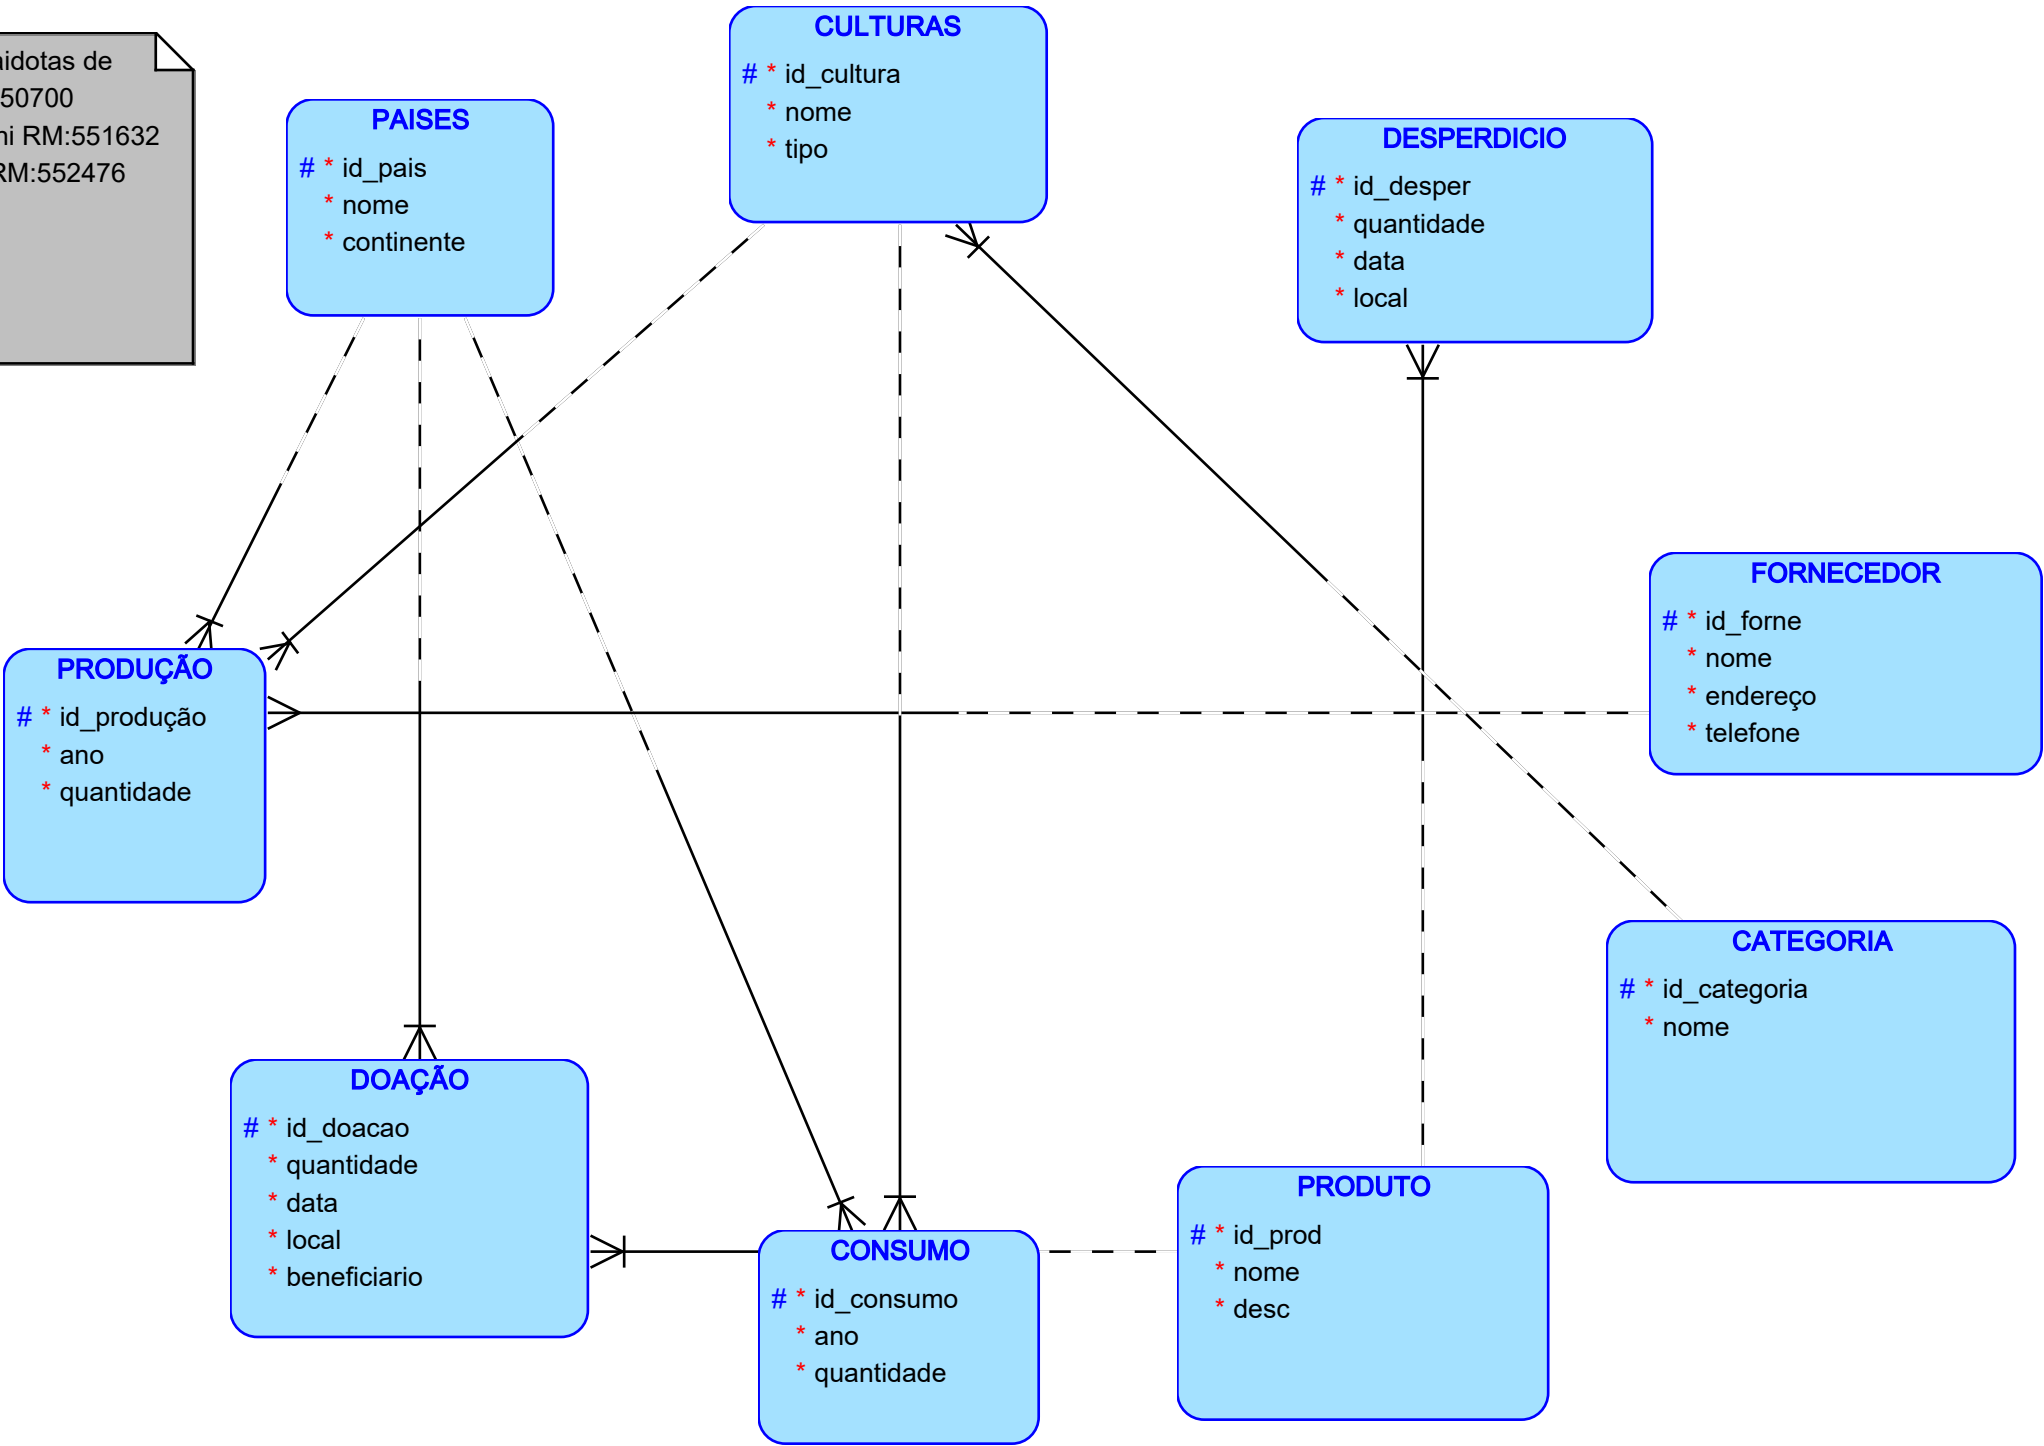 de
RM:551632
RM:552476
PAISES
# * id_pais
* nome
* continente
CULTURAS
# * id_cultura
* nome
* tipo
DESPERDICIO
# * id_desper
* quantidade
* data
* local
FORNECEDOR
# * id_forne
* nome
* endereço
* telefone
PRODUÇÃO
# * id_produção
* ano
* quantidade
CATEGORIA
# * id_categoria
* nome
DOAÇÃO
# * id_doacao
* quantidade
* data
* local
* beneficiario
CONSUMO
# * id_consumo
* ano
* quantidade
PRODUTO
# * id_prod
* nome
* desc